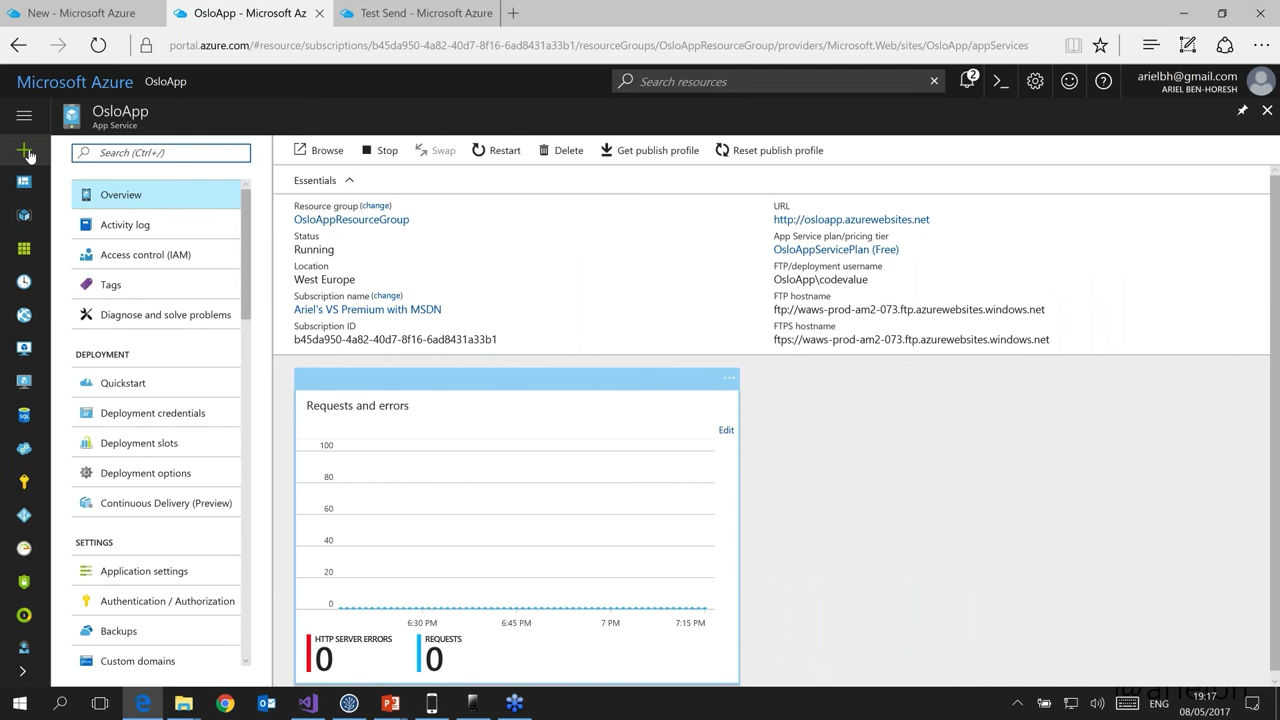 New - Microsoft Azure
OsloApp - Microsoft Az
Test Send - Microsoft Azure
portal.azure.com/#resource/subscriptions/b45da950-4a82-40d7-8f16-6ad8431a33b1/resourceGroups/OsloAppResourceGroup/providers/Microsoft.Web/sites/OsloApp/appServices
Microsoft Azure
OsloApp
Search resources
2
arielbh@gmail.com
ARIEL BEN-HORESH
OsloApp
App Service
Search (Ctrl+/)
Overview
Activity log
Access control (IAM)
Tags
Diagnose and solve problems
DEPLOYMENT
Quickstart
Deployment credentials
Deployment slots
Deployment options
Continuous Delivery (Preview)
SETTINGS
Application settings
Authentication / Authorization
Backups
Custom domains
Browse
Stop
Swap
Restart
Delete
Get publish profile
Reset publish profile
Essentials
Resource group (change)
OsloAppResourceGroup
Status
Running
Location
West Europe
Subscription name (change)
Ariel's VS Premium with MSDN
Subscription ID
b45da950-4a82-40d7-8f16-6ad8431a33b1
URL
http://osloapp.azurewebsites.net
App Service plan/pricing tier
OsloAppServicePlan (Free)
FTP/deployment username
OsloApp\codevalue
FTP hostname
ftp://waws-prod-am2-073.ftp.azurewebsites.windows.net
FTPS hostname
ftps://waws-prod-am2-073.ftp.azurewebsites.windows.net
Requests and errors
Edit
100
80
60
40
20
0
6:30 PM
6:45 PM
7 PM
7:15 PM
HTTP SERVER ERRORS
0
REQUESTS
0
SQL
ENG
19:17
08/05/2017